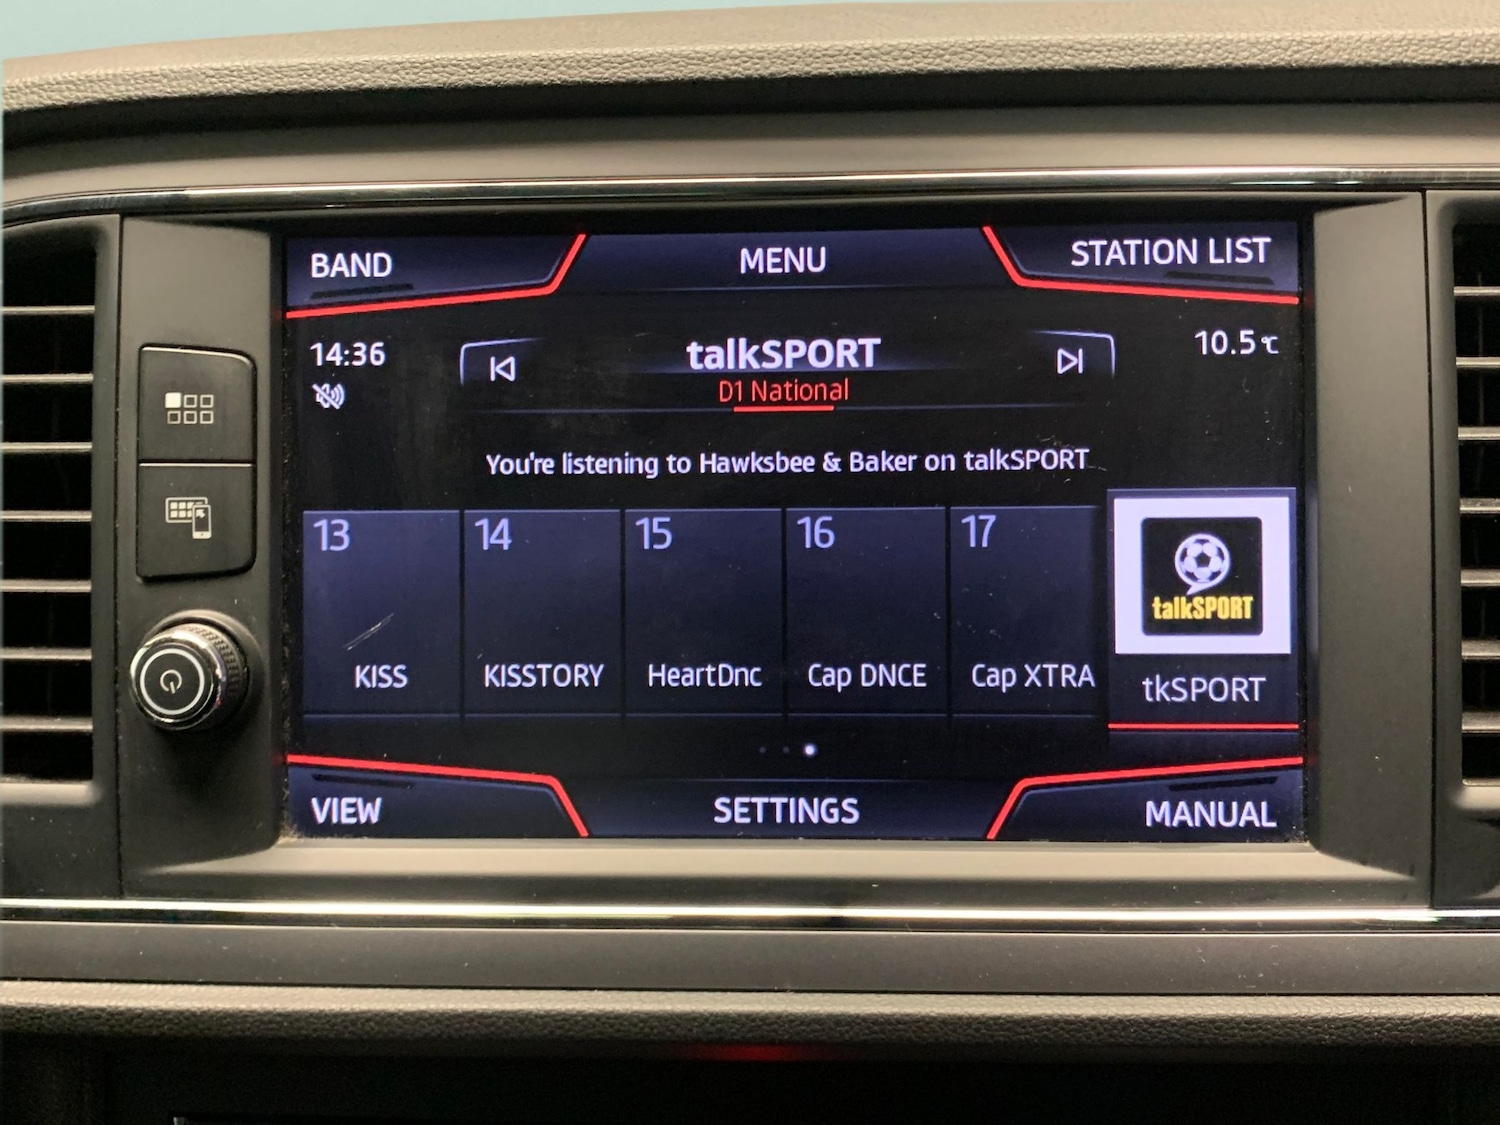 BAND
MENU
STATION LIST
14:36
talkSPORT
10.5℃
D1 National
You're listening to Hawksbee & Baker on talkSPORT
13
14
15
16
17
talkSPORT
KISS
KISSTORY
HeartDnc
Cap DNCE
Cap XTRA
tkSPORT
VIEW
SETTINGS
MANUAL